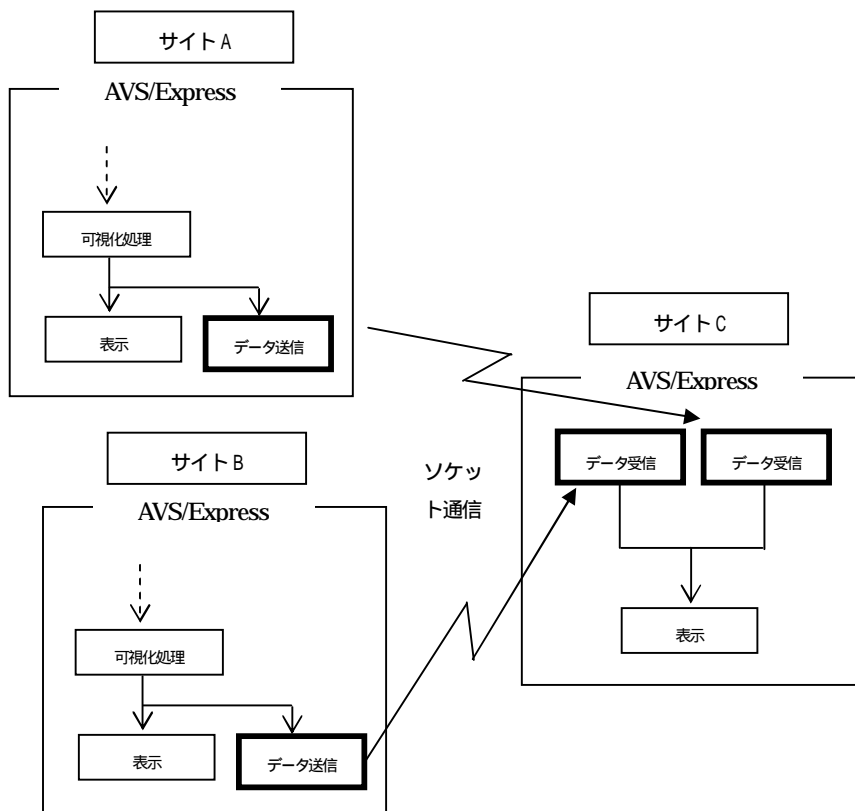 サイト A
AVS/Express
可視化処理
表示
データ送信
サイト B
AVS/Express
可視化処理
表示
データ送信
ソケッ
ト通信
サイト C
AVS/Express
データ受信
データ受信
表示